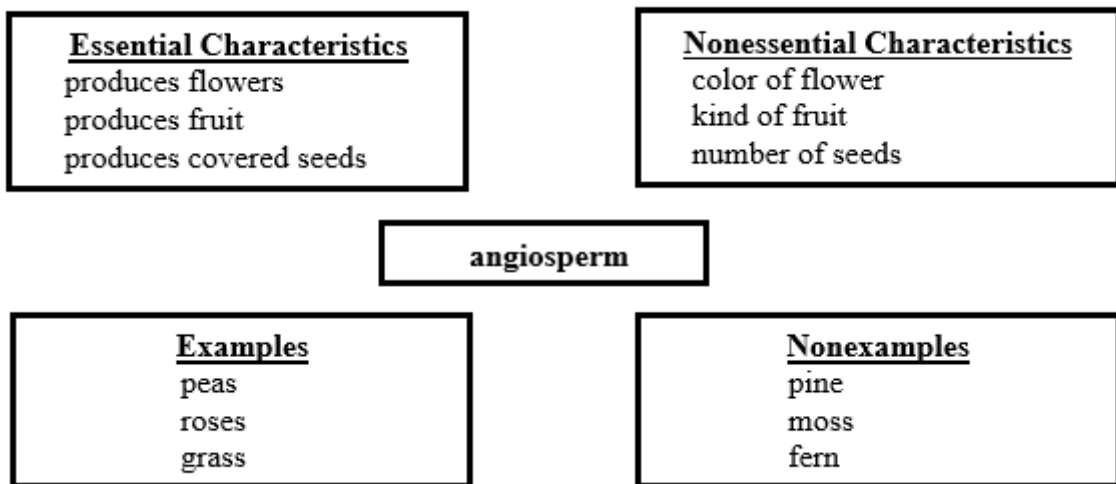 Essential Characteristics
produces flowers
produces fruit
produces covered seeds
Nonessential Characteristics
color of flower
kind of fruit
number of seeds
angiosperm
Examples
peas
roses
grass
Nonexamples
pine
moss
fern